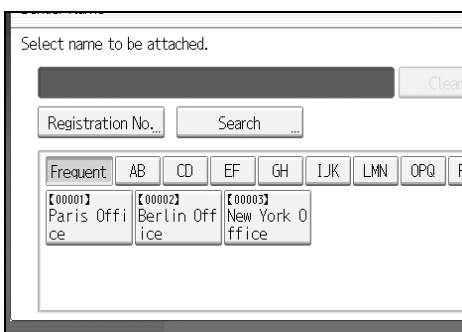 Select name to be attached.
Clear
Registration No.... Search ...
Frequent AB CD EF GH IJK LMN OPQ
【00001】 【00002】 【00003】
Paris Offi Berlin Off New York O
ce ice ffice